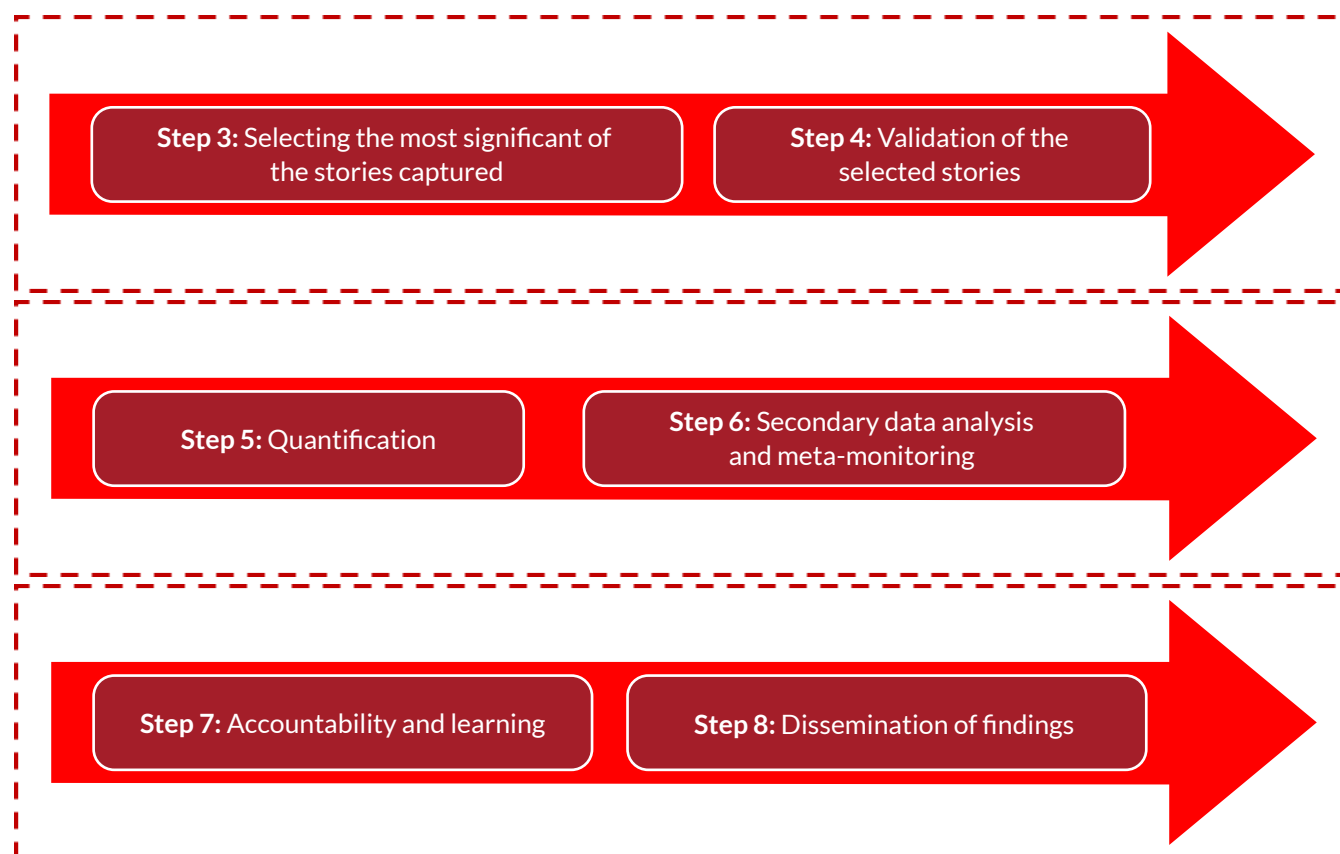 Step 3: Selecting the most significant of
the stories captured
Step 4: Validation of the
selected stories
Step 5: Quantification
Step 6: Secondary data analysis
and meta-monitoring
Step 7: Accountability and learning
Step 8: Dissemination of findings